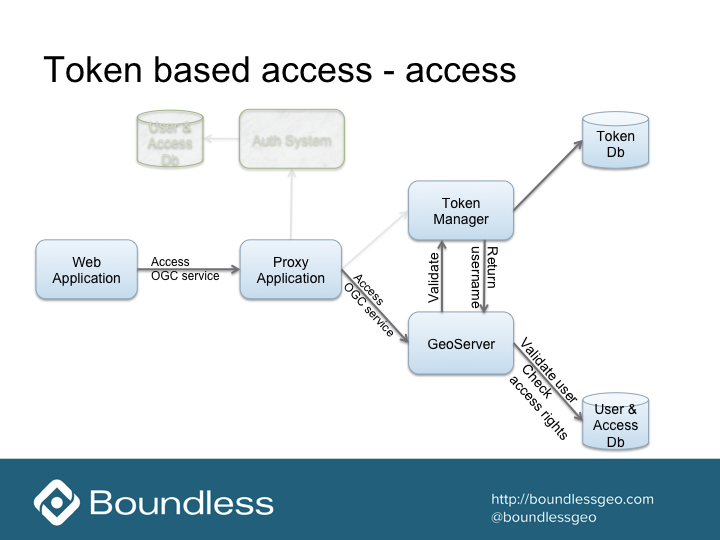 Token based access - access
User &
Access
Db
Auth System
Token
Db
Token
Manager
Web
Application
Access
OGC service
Proxy
Application
Access
OGC service
Validate
Return
username
GeoServer
Validate user
Check
access rights
User &
Access
Db
Boundless
http://boundlessgeo.com
@boundlessgeo